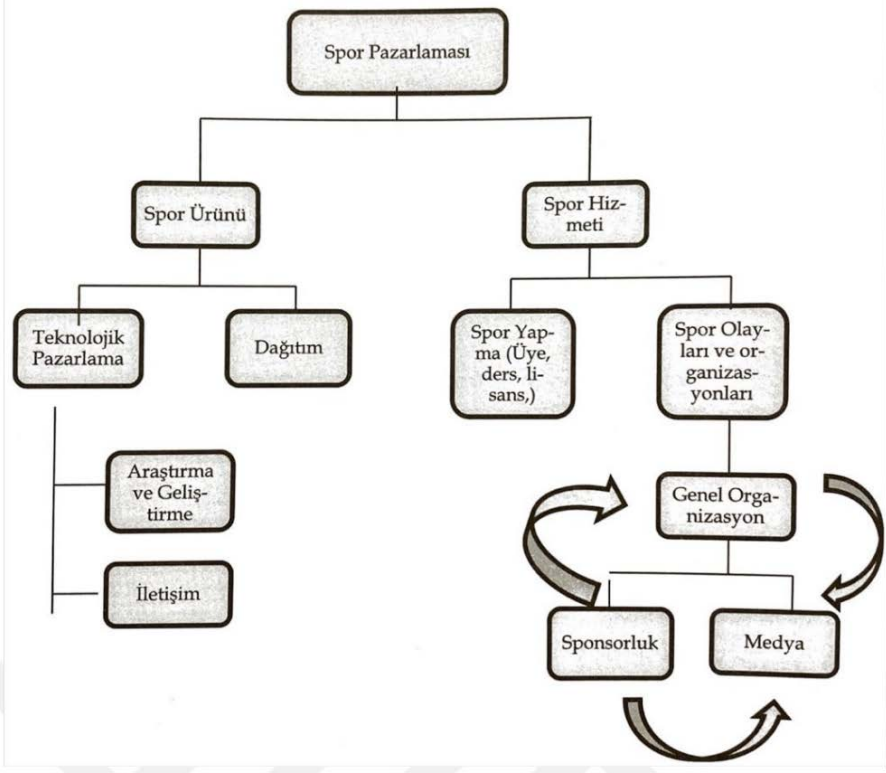 Spor Pazarlaması
Spor Ürünü
Spor Hiz-
meti
Teknolojik
Pazarlama
Dağıtım
Spor Yap-
ma (Üye,
ders, li-
sans,)
Spor Olay-
ları ve or-
ganizas-
yonları
Araştırma
ve Geliş-
tirme
İletişim
Genel Orga-
nizasyon
Sponsorluk
Medya